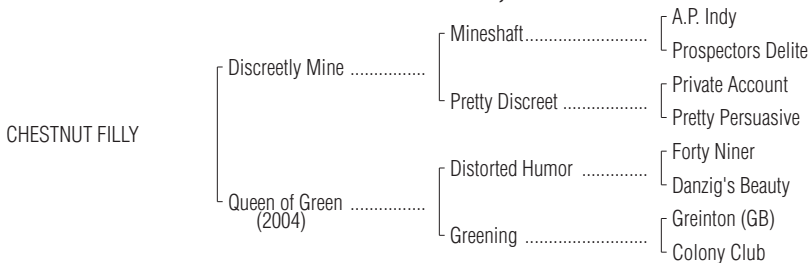 A.P. Indy
Mineshaft..............................
Prospectors Delite
Discreetly Mine ................
Private Account
Pretty Discreet .....................
Pretty Persuasive
CHESTNUT FILLY
Forty Niner
Distorted Humor ................
Danzig's Beauty
Queen of Green ................
(2004)
Greinton (GB)
Greening ..............................
Colony Club